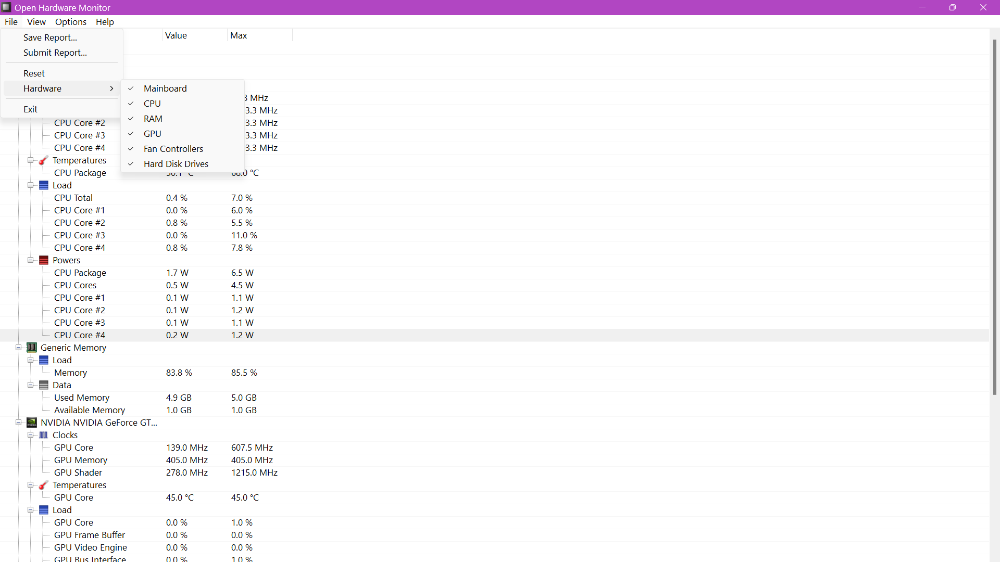 Open Hardware Monitor
File View Options Help
Value Max
Save Report...
Submit Report...
Reset
Hardware
Exit
Mainboard
CPU
RAM
GPU
Fan Controllers
Hard Disk Drives
3 MHz
3.3 MHz
CPU Core #2 3.3 MHz
CPU Core #3 3.3 MHz
CPU Core #4 3.3 MHz
Temperatures
CPU Package °C 68.0 °C
Load
CPU Total 0.4 % 7.0 %
CPU Core #1 0.0 % 6.0 %
CPU Core #2 0.8 % 5.5 %
CPU Core #3 0.0 % 11.0 %
CPU Core #4 0.8 % 7.8 %
Powers
CPU Package 1.7 W 6.5 W
CPU Cores 0.5 W 4.5 W
CPU Core #1 0.1 W 1.1 W
CPU Core #2 0.1 W 1.2 W
CPU Core #3 0.1 W 1.1 W
CPU Core #4 0.2 W 1.2 W
Generic Memory
Load
Memory 83.8 % 85.5 %
Data
Used Memory 4.9 GB 5.0 GB
Available Memory 1.0 GB 1.0 GB
NVIDIA NVIDIA GeForce GT...
Clocks
GPU Core 139.0 MHz 607.5 MHz
GPU Memory 405.0 MHz 405.0 MHz
GPU Shader 278.0 MHz 1215.0 MHz
Temperatures
GPU Core 45.0 °C 45.0 °C
Load
GPU Core 0.0 % 1.0 %
GPU Frame Buffer 0.0 % 0.0 %
GPU Video Engine 0.0 % 0.0 %
GPU Bus Interface 0.0 % 1.0 %